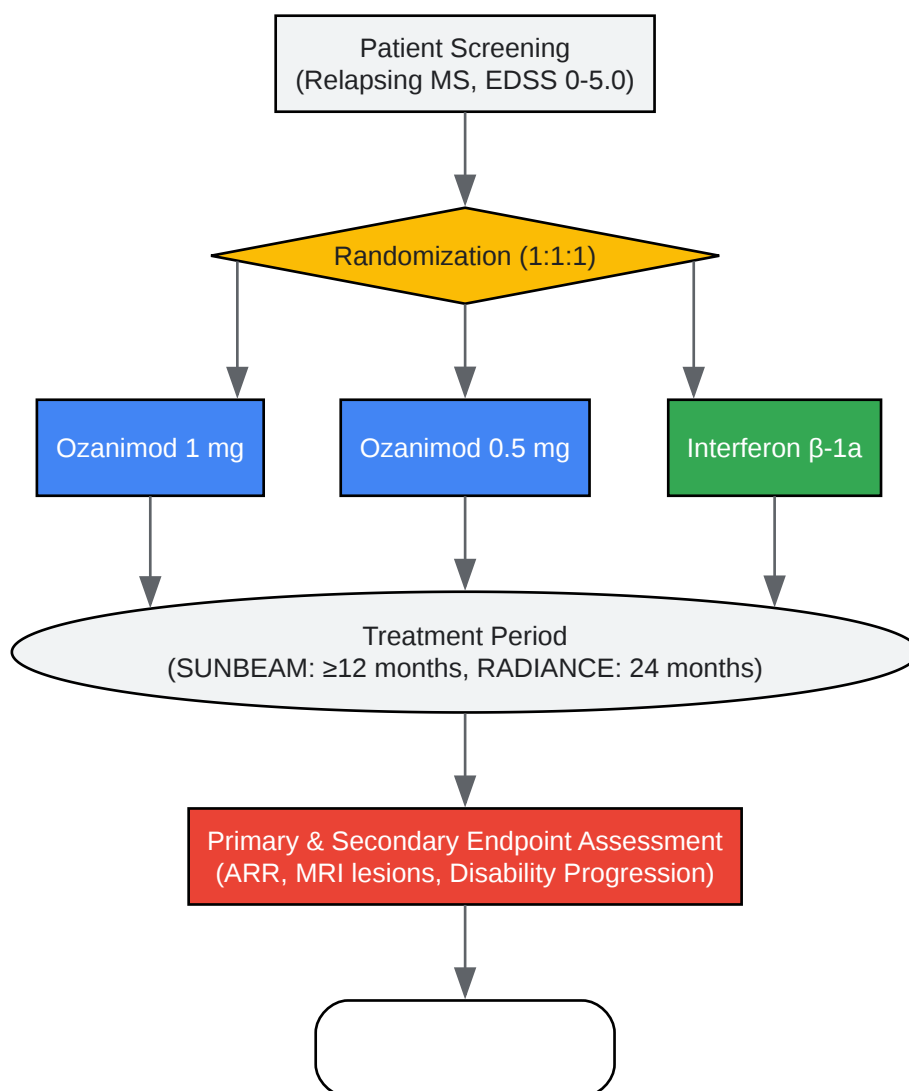 Patient Screening
(Relapsing MS, EDSS 0-5.0)
Randomization (1:1:1)
Ozanimod 1 mg
Ozanimod 0.5 mg
Interferon β-1a
Treatment Period
(SUNBEAM: ≥12 months, RADIANCE: 24 months)
Primary & Secondary Endpoint Assessment
(ARR, MRI lesions, Disability Progression)